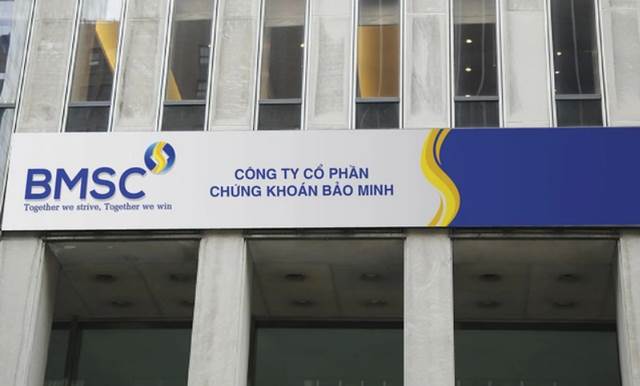 BMSC
Together we strive, Together we win
CÔNG TY CỔ PHẦN
CHỨNG KHOÁN BẢO MINH